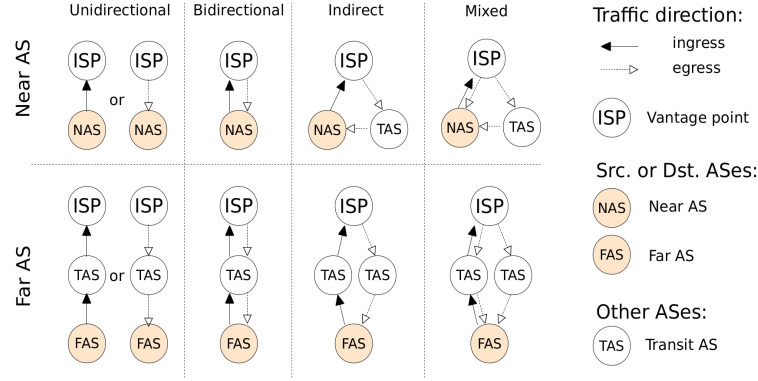 Unidirectional Bidirectional Indirect Mixed
Near AS
ISP ISP ISP ISP ISP
or
NAS NAS NAS NAS TAS NAS TAS
Far AS
ISP ISP ISP ISP ISP
TAS or TAS TAS TAS TAS TAS TAS
FAS FAS FAS FAS FAS
Traffic direction:
ingress
egress
ISP Vantage point
Src. or Dst. ASes:
NAS Near AS
FAS Far AS
Other ASes:
TAS Transit AS